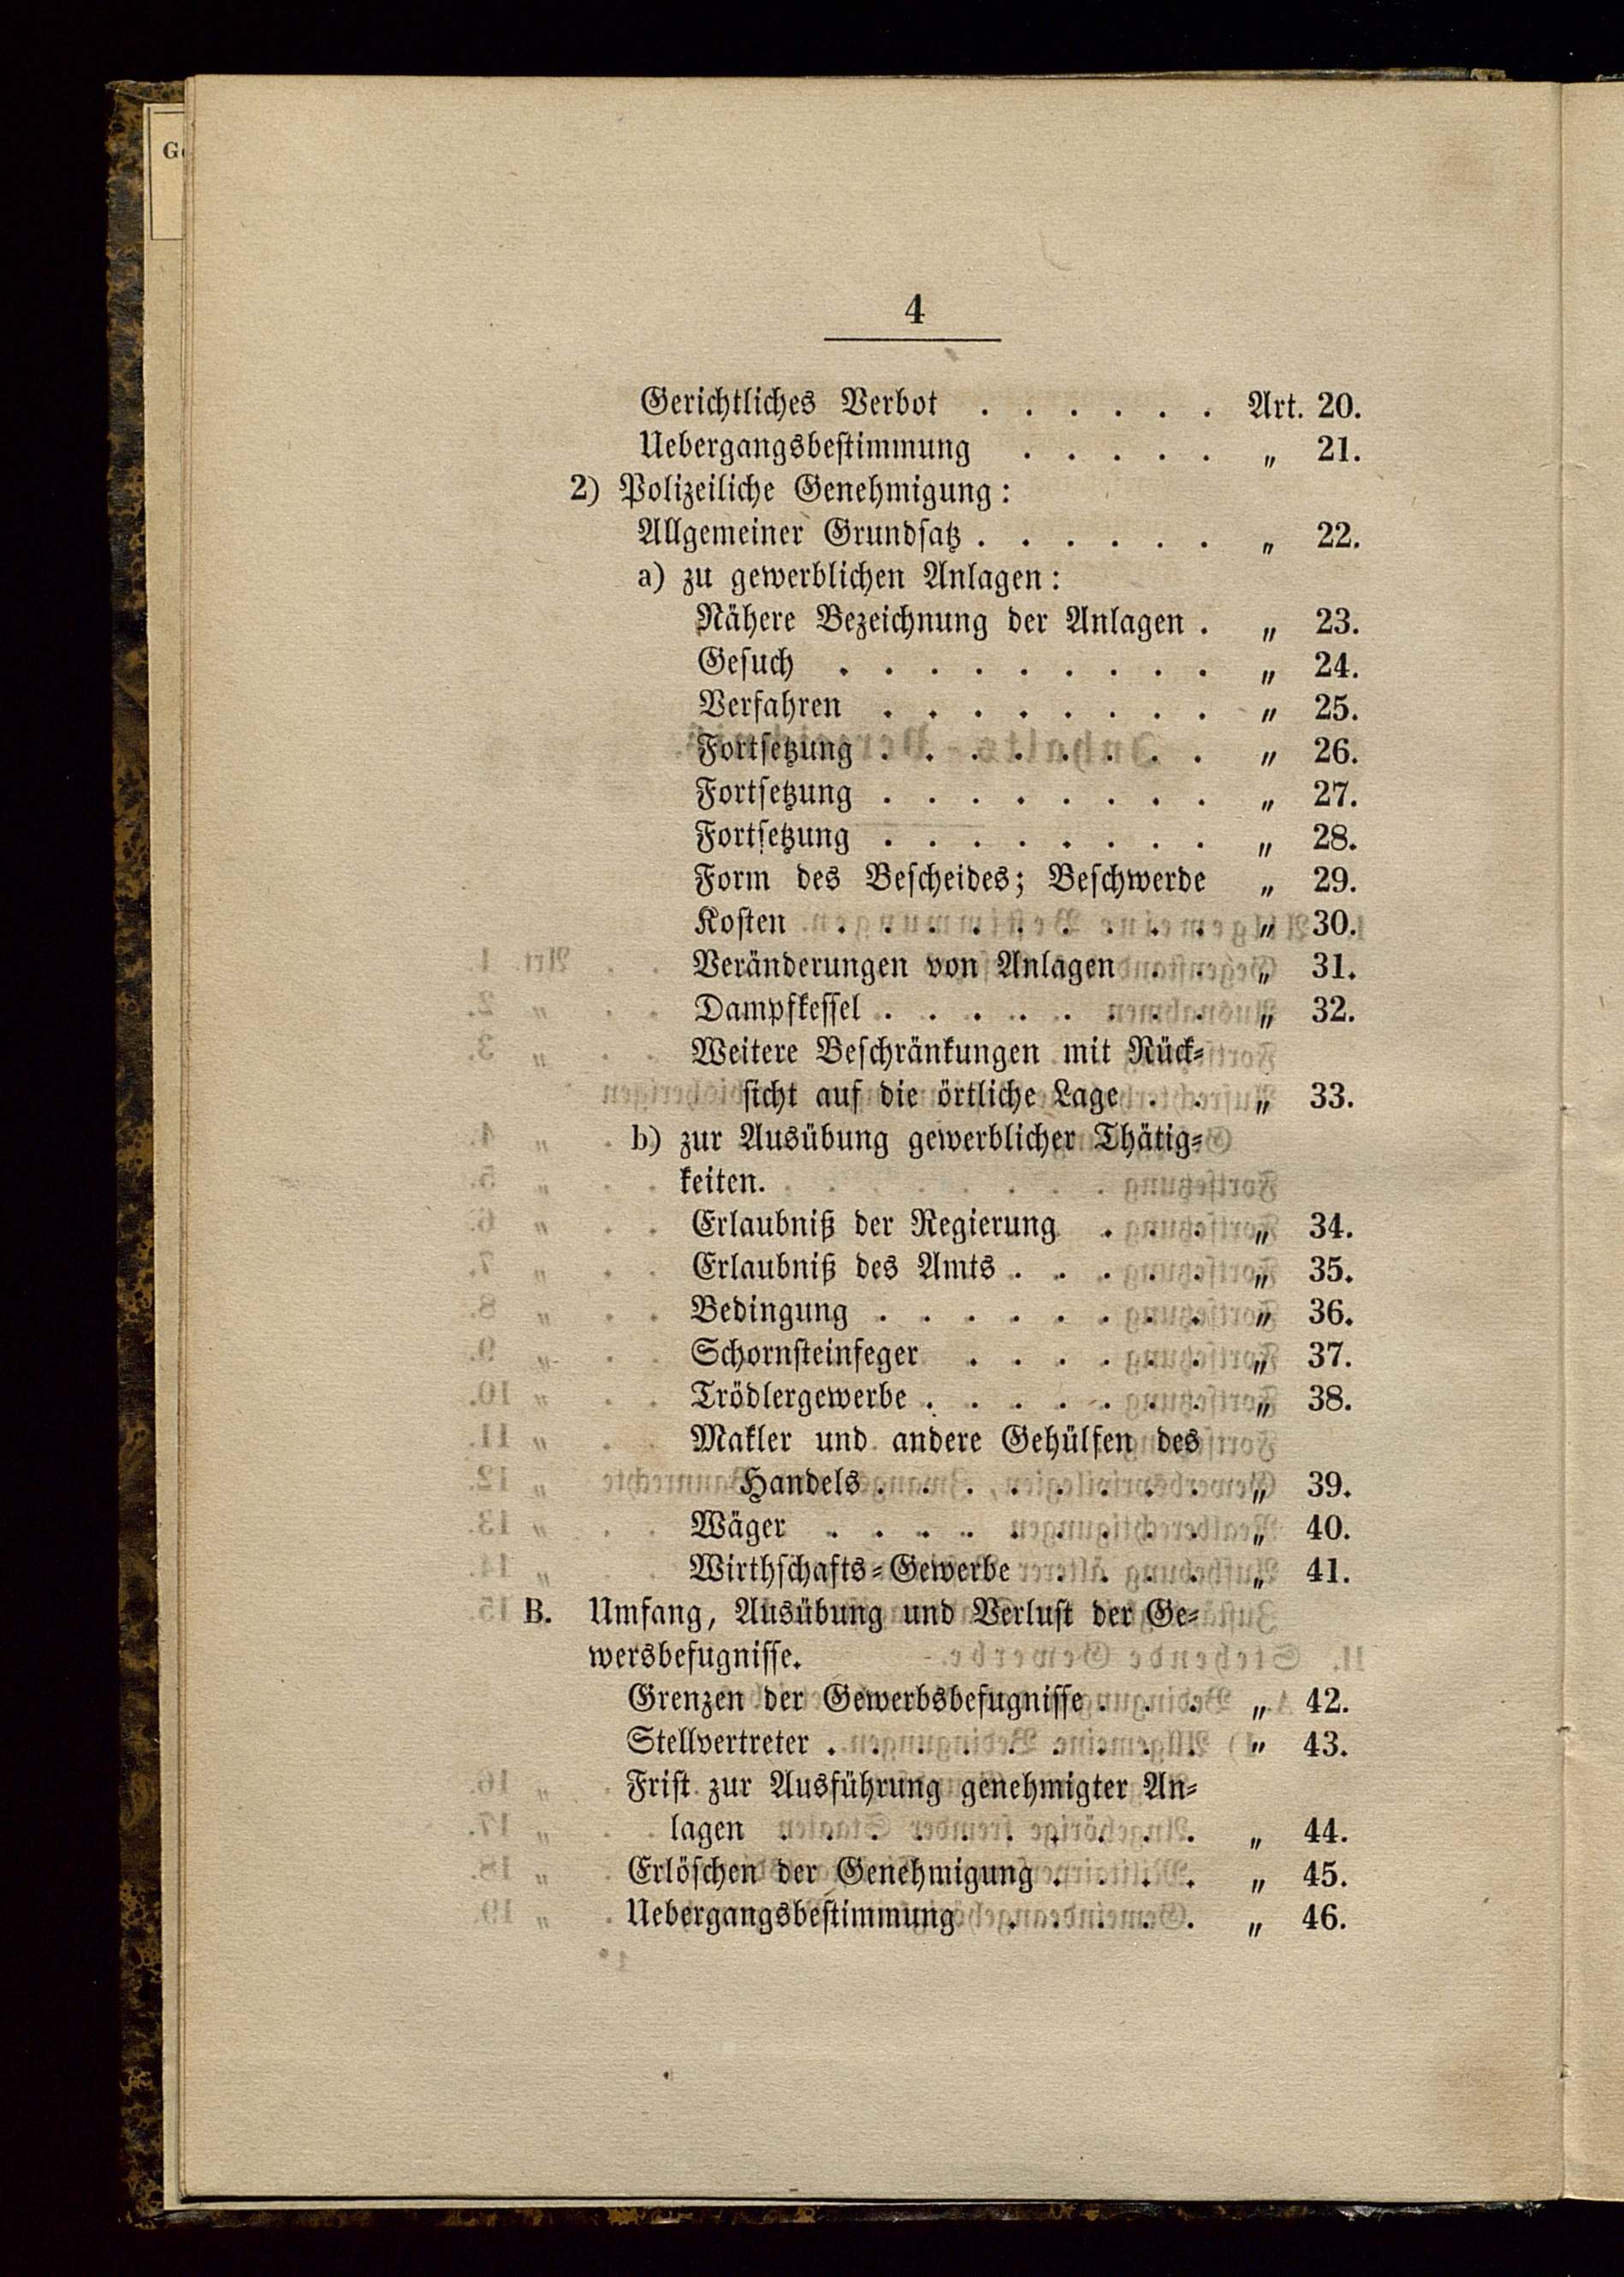 4
Gerichtliches Verbot . . . . . . Art. 20.
Uebergangsbestimmung . . . . . „ 21.
2) Polizeiliche Genehmigung:
Allgemeiner Grundsatz . . . . . . „ 22.
a) zu gewerblichen Anlagen:
Nähere Bezeichnung der Anlagen . „ 23.
Gesuch . . . . . . . . . „ 24.
Verfahren . . . . . . . . „ 25.
Fortsetzung . . . . . . . . „ 26.
Fortsetzung . . . . . . . . „ 27.
Fortsetzung . . . . . . . . „ 28.
Form des Bescheides; Beschwerde „ 29.
Kosten . . . . . . . . . „ 30.
Veränderungen von Anlagen . . „ 31.
Dampfkessel . . . . . . . . „ 32.
Weitere Beschränkungen mit Rück-
sicht auf die örtliche Lage . . „ 33.
b) zur Ausübung gewerblicher Thätig-
keiten.
Erlaubniß der Regierung . . . „ 34.
Erlaubniß des Amts . . . . . „ 35.
Bedingung . . . . . . . . „ 36.
Schornsteinfeger . . . . . . „ 37.
Trödlergewerbe . . . . . . . „ 38.
Makler und andere Gehülfen des
Handels . . . . . . . . „ 39.
Wäger . . . . . . . . . „ 40.
Wirthschafts-Gewerbe . . . . „ 41.
B. Umfang, Ausübung und Verlust der Ge-
wersbefugnisse.
Grenzen der Gewerbsbefugnisse . . . „ 42.
Stellvertreter . . . . . . . . . „ 43.
Frist zur Ausführung genehmigter An-
lagen . . . . . . . . . . „ 44.
Erlöschen der Genehmigung . . . . „ 45.
Uebergangsbestimmung . . . . . „ 46.